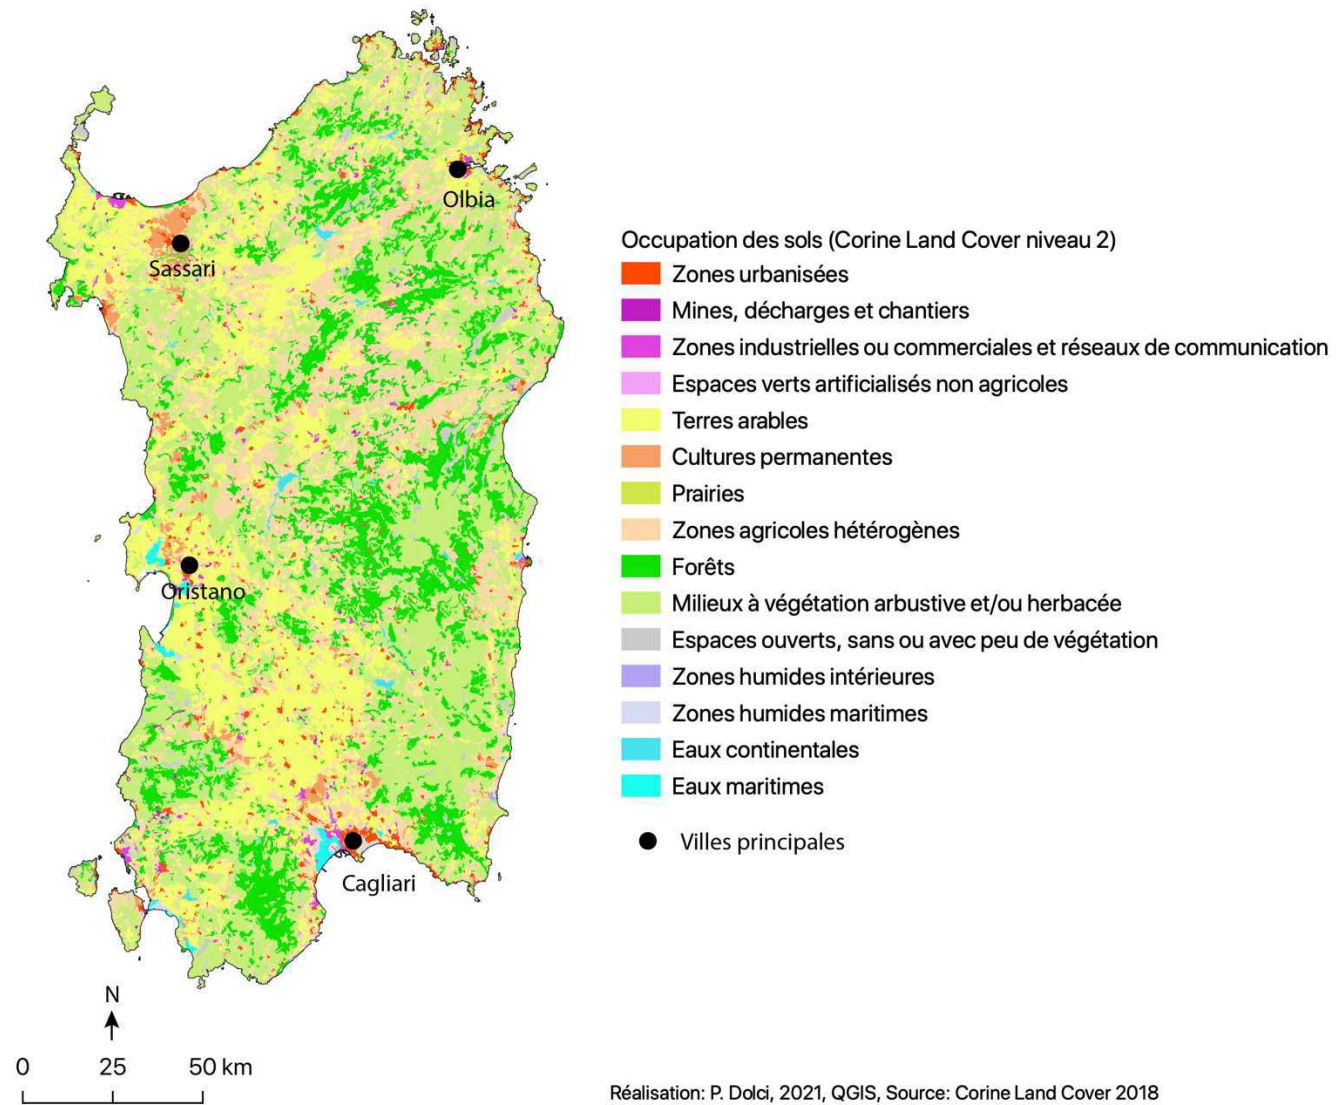 Olbia
Sassari
Oristano
Cagliari
Occupation des sols (Corine Land Cover niveau 2)
Zones urbanisées
Mines, décharges et chantiers
Zones industrielles ou commerciales et réseaux de communication
Espaces verts artificialisés non agricoles
Terres arables
Cultures permanentes
Prairies
Zones agricoles hétérogènes
Forêts
Milieux à végétation arbustive et/ou herbacée
Espaces ouverts, sans ou avec peu de végétation
Zones humides intérieures
Zones humides maritimes
Eaux continentales
Eaux maritimes
Villes principales
N
0 25 50 km
Réalisation: P. Dolci, 2021, QGIS, Source: Corine Land Cover 2018